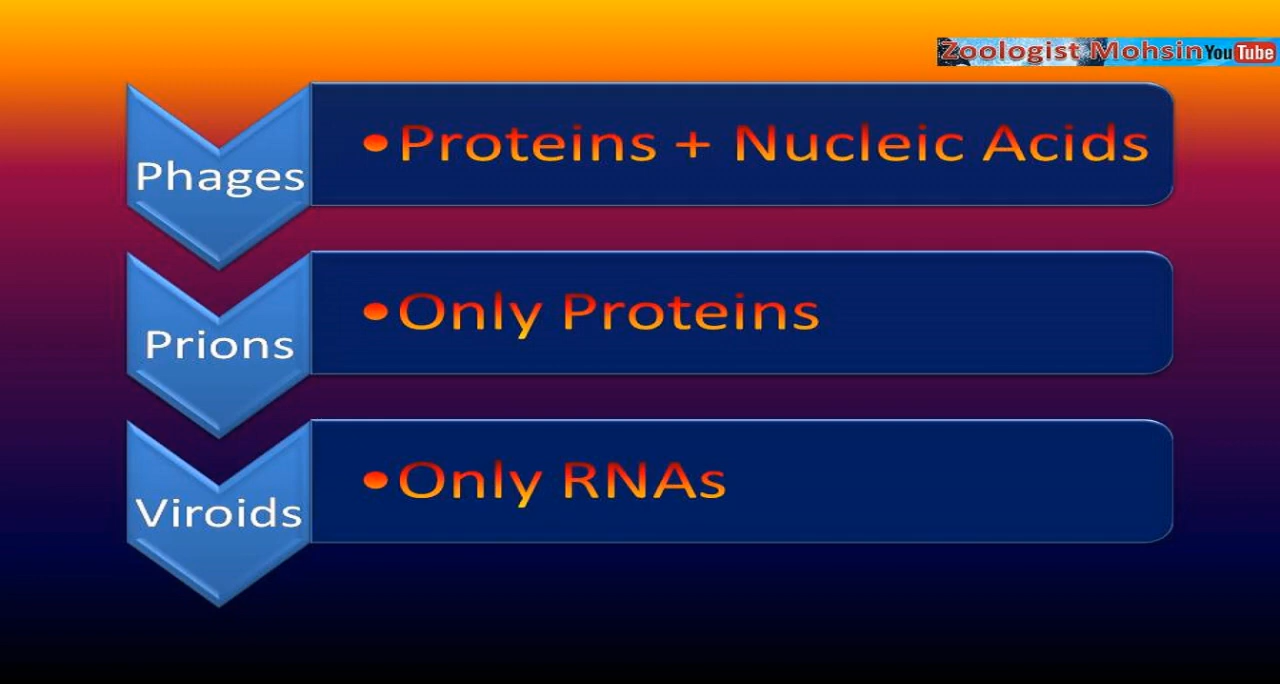 Zoologist Mohsin YouTube
Phages
•Proteins + Nucleic Acids
Prions
•Only Proteins
Viroids
•Only RNAs